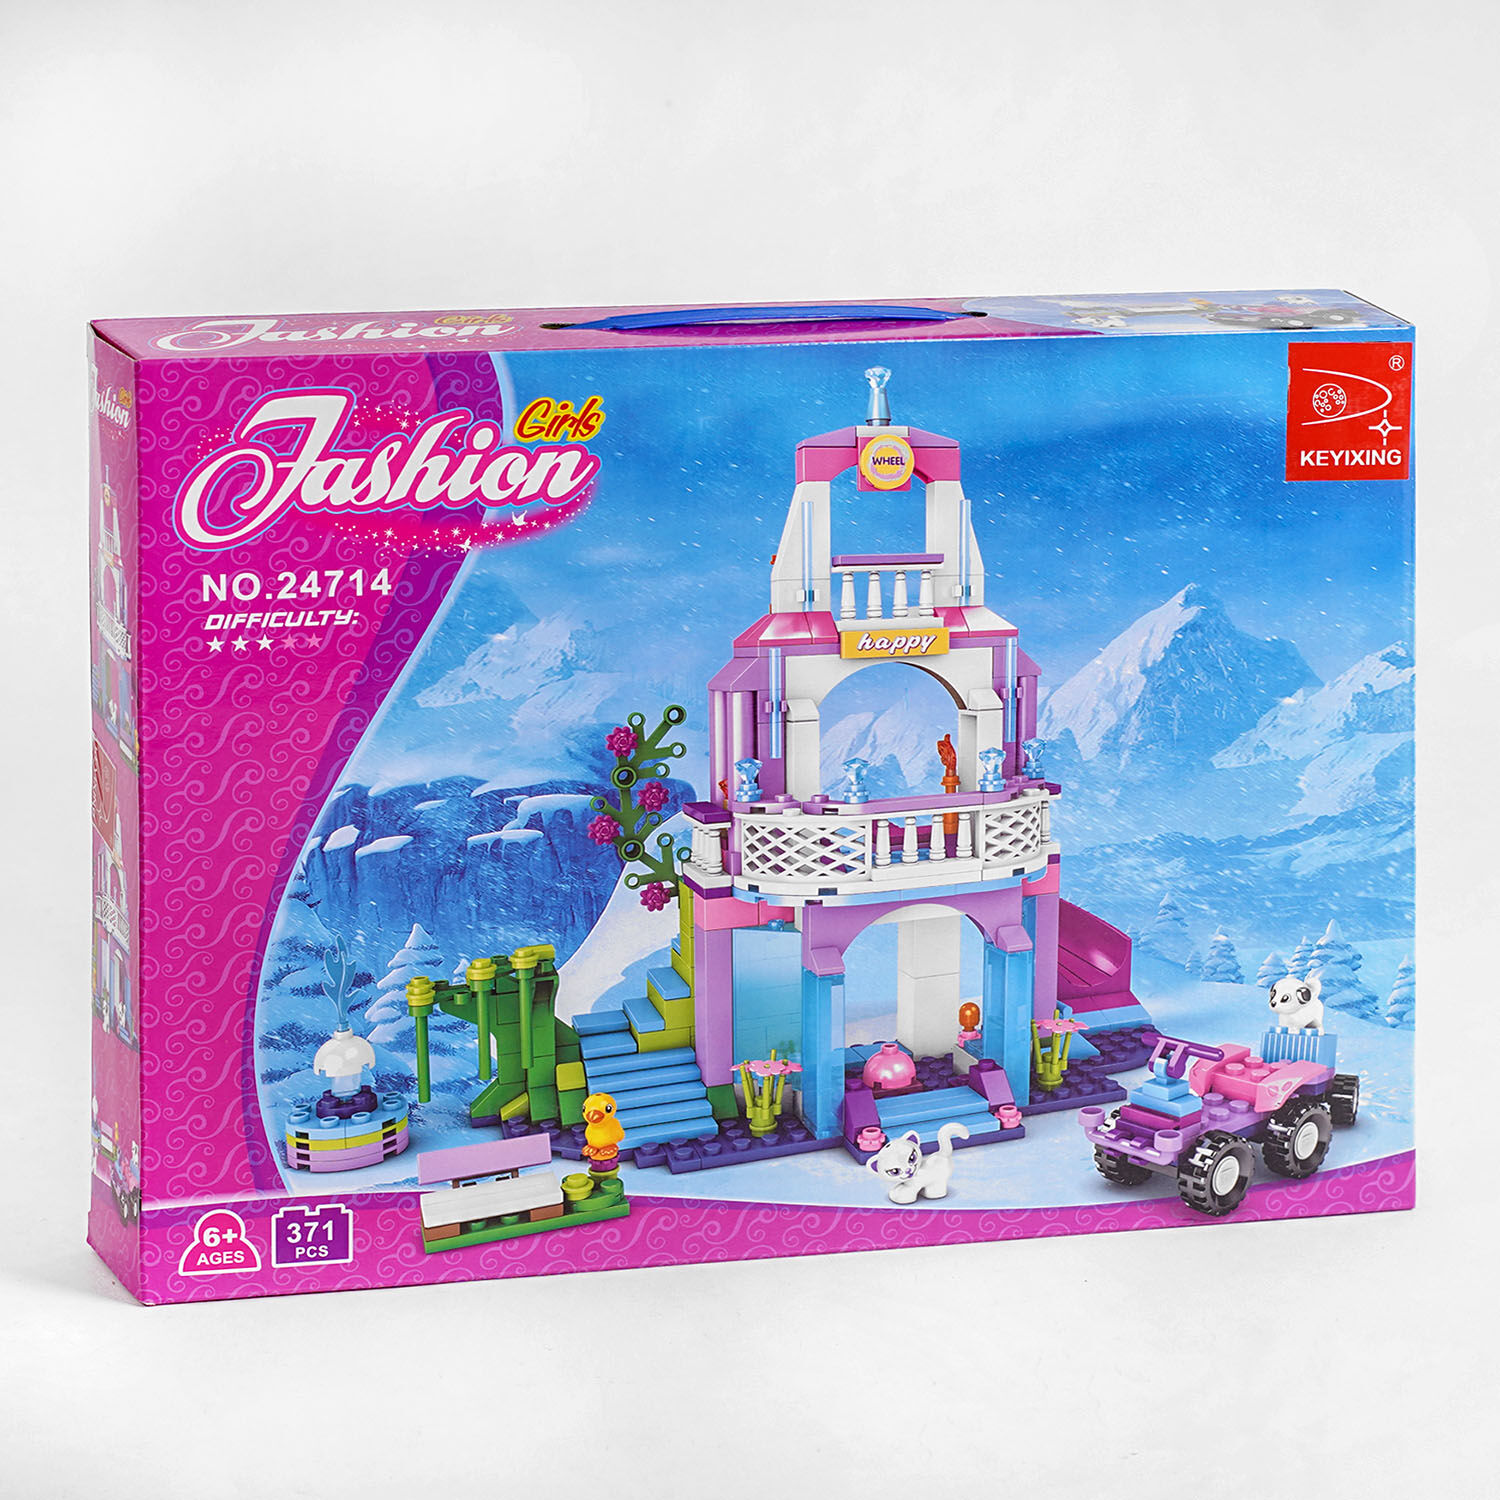 Fashion Girls
Fashion
Girls
NO.24714
DIFFICULTY:
®
KEYIXING
WHEEL
happy
6+
AGES
371
PCS